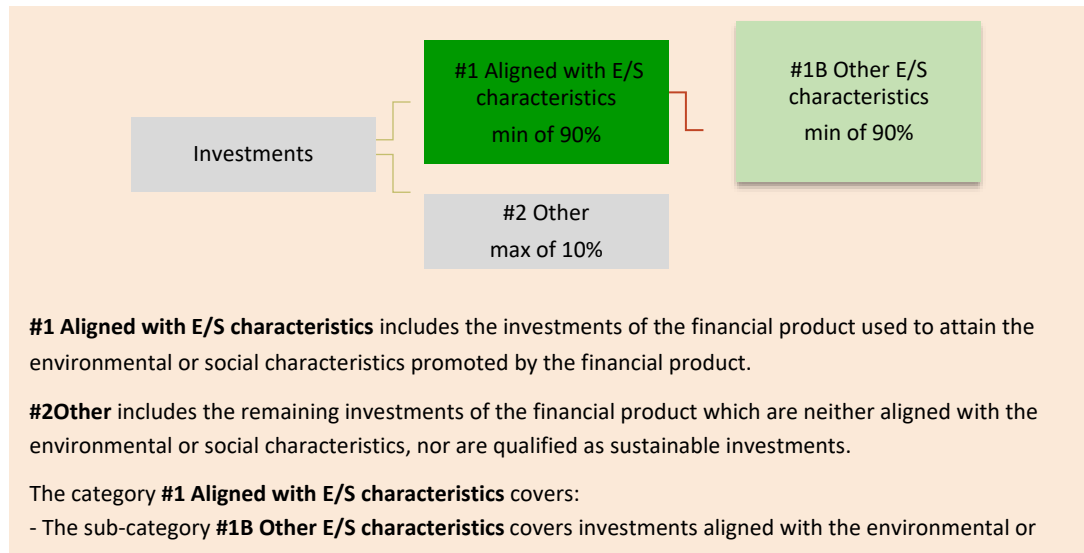 #1 Aligned with E/S
characteristics
min of 90%
#1B Other E/S
characteristics
min of 90%
Investments
#2 Other
max of 10%
#1 Aligned with E/S characteristics includes the investments of the financial product used to attain the
environmental or social characteristics promoted by the financial product.
#2Other includes the remaining investments of the financial product which are neither aligned with the
environmental or social characteristics, nor are qualified as sustainable investments.
The category #1 Aligned with E/S characteristics covers:
- The sub-category #1B Other E/S characteristics covers investments aligned with the environmental or